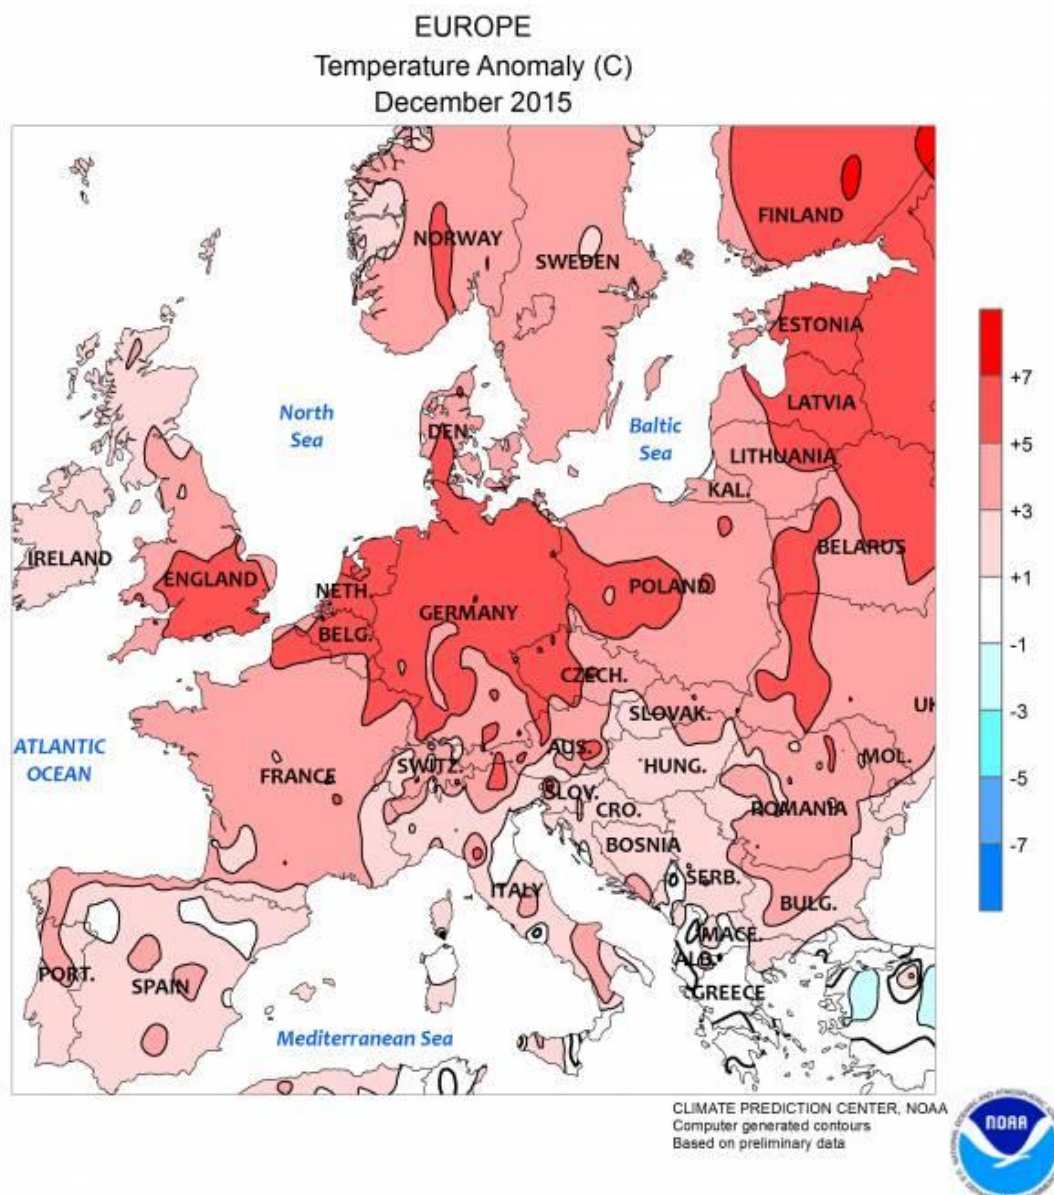 EUROPE
Temperature Anomaly (C)
December 2015
FINLAND
NORWAY
SWEDEN
ESTONIA
+7
LATVIA
+5
North
Sea
Baltic
Sea
DEN.
LITHUANIA
KAL.
+3
IRELAND
ENGLAND
BELARUS
NETH.
POLAND
+1
GERMANY
BELG.
-1
CZECH.
SLOVAK.
UK
-3
ATLANTIC
OCEAN
AUS.
MOL.
SWITZ.
HUNG.
FRANCE
-5
SLOV.
CRO.
ROMANIA
BOSNIA
-7
SERB.
ITALY
BULG.
MACE.
ALB.
PORT.
SPAIN
GREECE
Mediterranean Sea
CLIMATE PREDICTION CENTER, NOAA
Computer generated contours
Based on preliminary data
NOAA